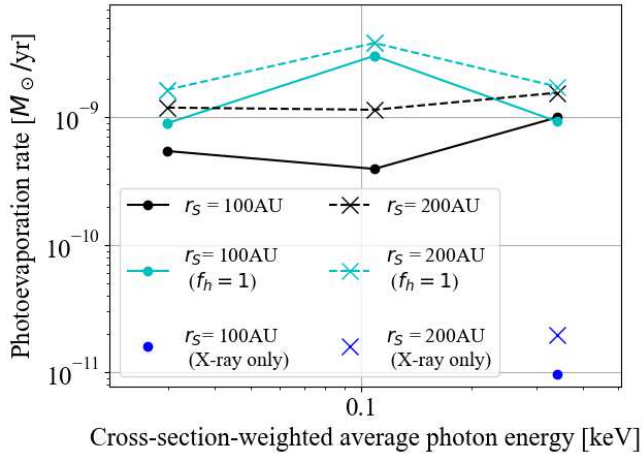 Photoevaporation rate [M⊙/yr]
10⁻⁹
10⁻¹⁰
10⁻¹¹
r_S = 100AU
r_S= 200AU
r_S= 100AU
(f_h = 1)
r_S= 200AU
(f_h = 1)
r_S= 100AU
(X-ray only)
r_S= 200AU
(X-ray only)
0.1
Cross-section-weighted average photon energy [keV]